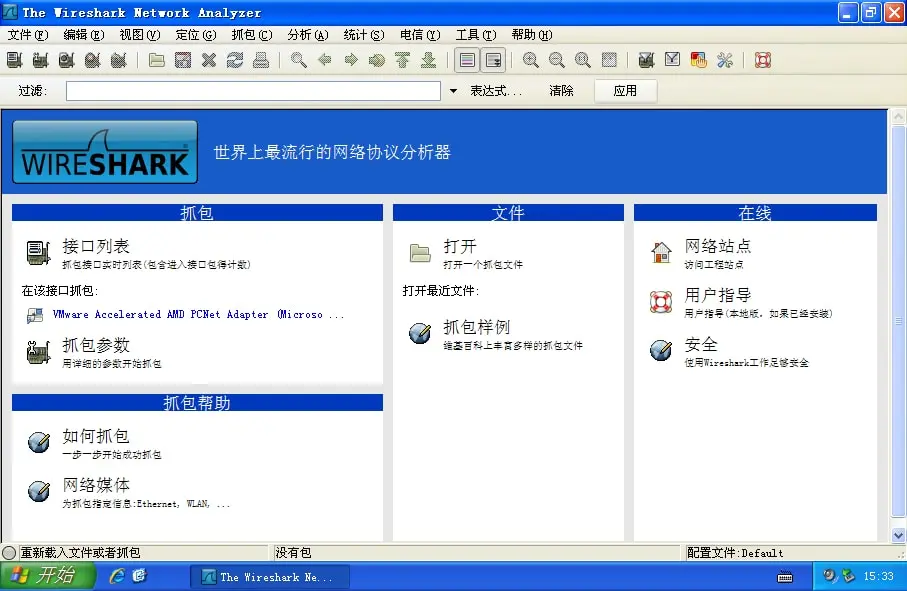 The Wireshark Network Analyzer
文件(F) 编辑(E) 视图(V) 定位(G) 抓包(C) 分析(A) 统计(S) 电信(Y) 工具(T) 帮助(H)
过滤: 表达式... 清除 应用
WIRESHARK 世界上最流行的网络协议分析器
抓包
接口列表
抓包接口实时列表(包含进入接口包得计数)
在该接口抓包:
VMware Accelerated AMD PCNet Adapter (Microso ...
抓包参数
用详细的参数开始抓包
抓包帮助
如何抓包
一步一步开始成功抓包
网络媒体
为抓包指定信息:Ethernet, WLAN, ...
文件
打开
打开一个抓包文件
打开最近文件:
抓包样例
维基百科上丰富多样的抓包文件
在线
网络站点
访问工程站点
用户指导
用户指导(本地版, 如果已经安装)
安全
使用Wireshark工作足够安全
重新载入文件或者抓包 没有包 配置文件:Default
开始 The Wireshark Ne... 15:33